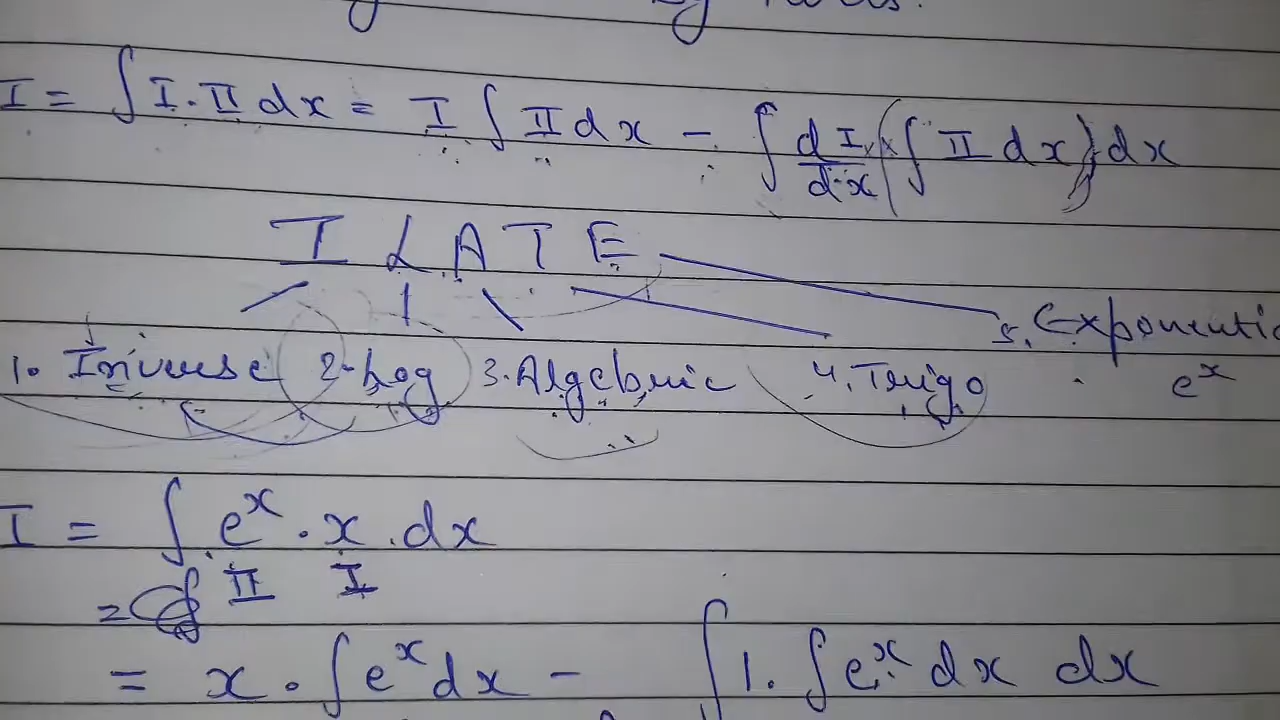 I = ∫ I . II dx = I ∫ II dx - ∫ dI/dx (∫ II dx) dx
I L A T E
1. Inverse 2. Log 3. Algebric 4. Trigo 5. Exponentic
e^x
I = ∫ e^x . x . dx
II I
=
= x . ∫ e^x dx - ∫ 1. ∫ e^x dx dx